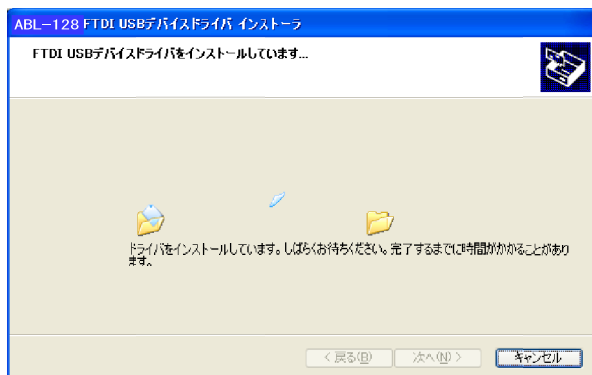 ABL-128 FTDI USBデバイスドライバ インストーラ
FTDI USBデバイスドライバをインストールしています...
ドライバをインストールしています。しばらくお待ちください。完了するまでに時間がかかることがあり
ます。
< 戻る(B) 次へ(N) > キャンセル